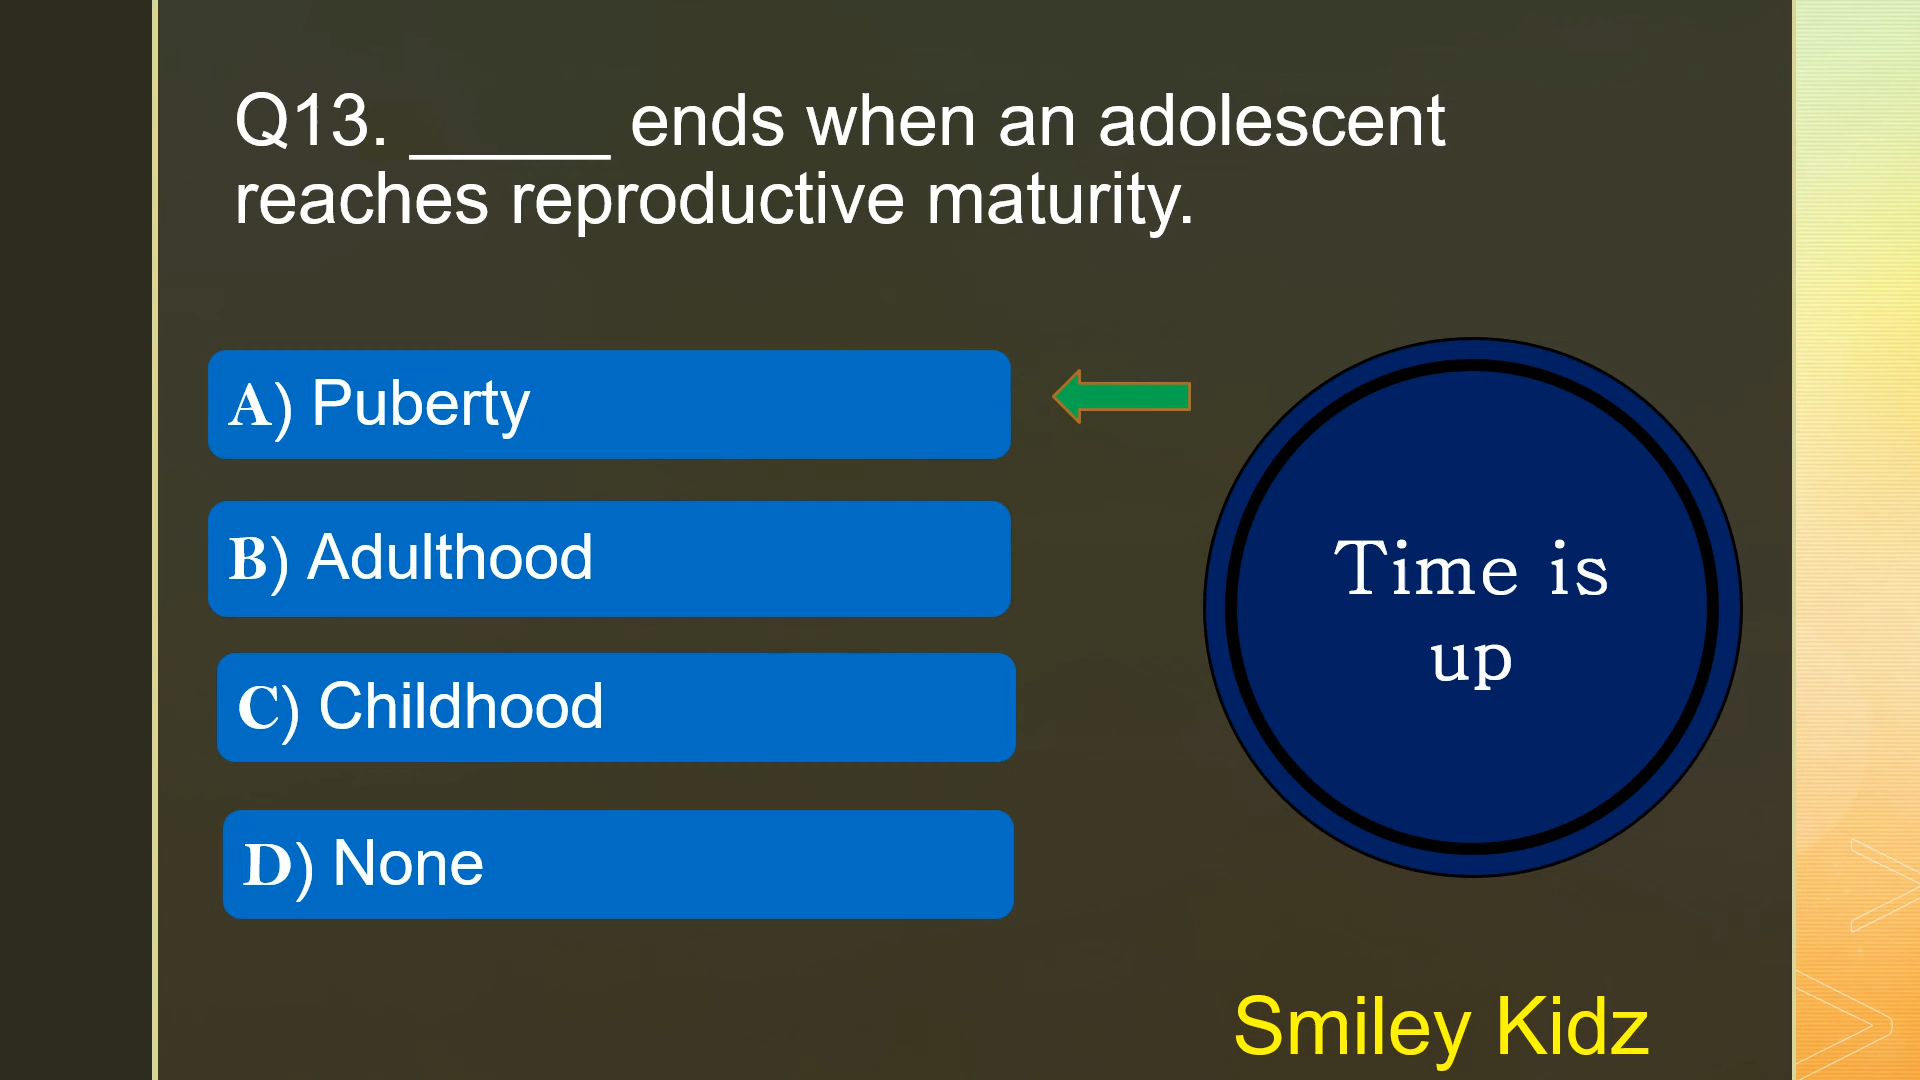 Q13. _____ ends when an adolescent
reaches reproductive maturity.
A) Puberty
B) Adulthood
C) Childhood
D) None
Time is
up
Smiley Kidz